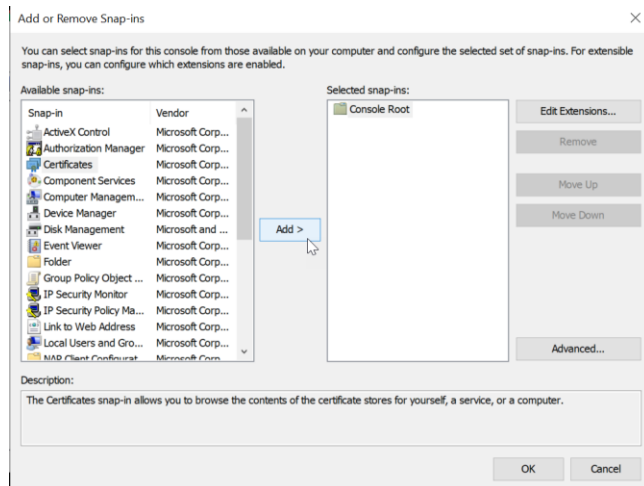 Add or Remove Snap-ins
You can select snap-ins for this console from those available on your computer and configure the selected set of snap-ins. For extensible
snap-ins, you can configure which extensions are enabled.
Available snap-ins:
Snap-in Vendor
ActiveX Control Microsoft Corp...
Authorization Manager Microsoft Corp...
Certificates Microsoft Corp...
Component Services Microsoft Corp...
Computer Managem... Microsoft Corp...
Device Manager Microsoft Corp...
Disk Management Microsoft and ...
Event Viewer Microsoft Corp...
Folder Microsoft Corp...
Group Policy Object ... Microsoft Corp...
IP Security Monitor Microsoft Corp...
IP Security Policy Ma... Microsoft Corp...
Link to Web Address Microsoft Corp...
Local Users and Gro... Microsoft Corp...
NAP Client Configurat... Microsoft Corp...
Add >
Selected snap-ins:
Console Root
Edit Extensions...
Remove
Move Up
Move Down
Advanced...
Description:
The Certificates snap-in allows you to browse the contents of the certificate stores for yourself, a service, or a computer.
OK
Cancel